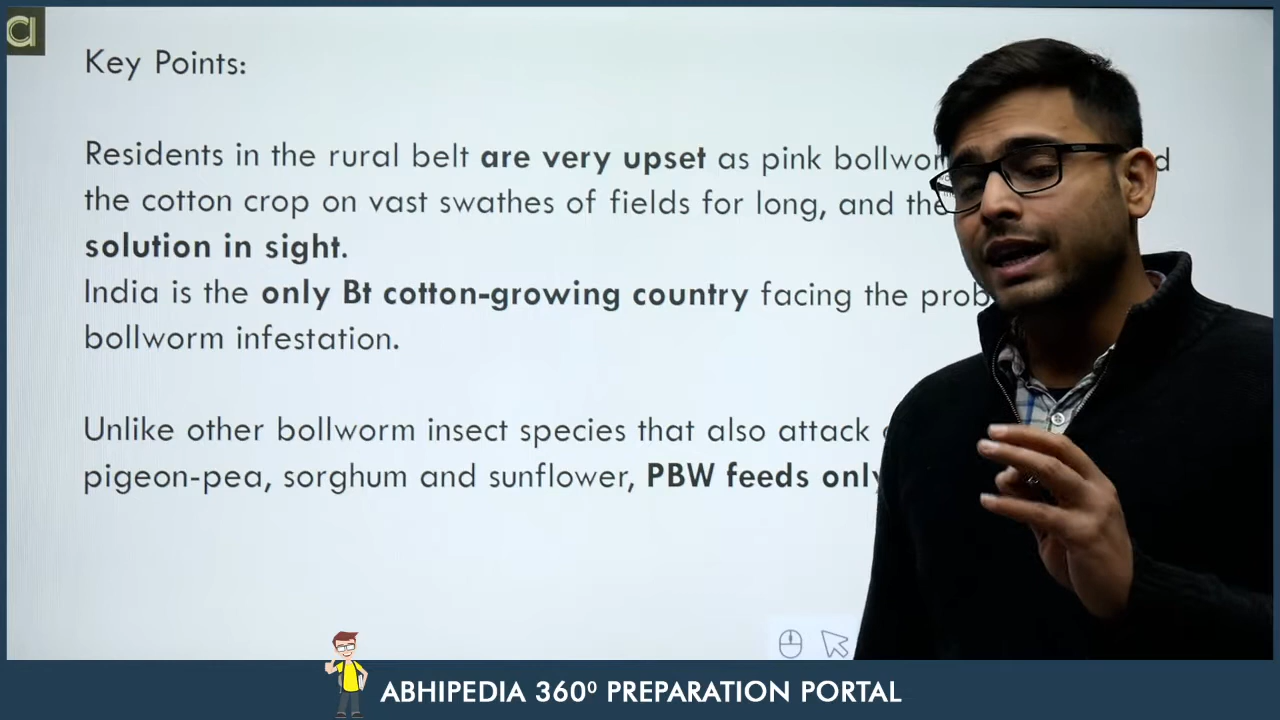 Key Points:
Residents in the rural belt are very upset as pink
the cotton crop on vast swathes of fields for long, and
solution in sight.
India is the only Bt cotton-growing country facing the
bollworm infestation.
Unlike other bollworm insect species that also attack
pigeon-pea, sorghum and sunflower, PBW feeds only
ABHIPEDIA 360⁰ PREPARATION PORTAL